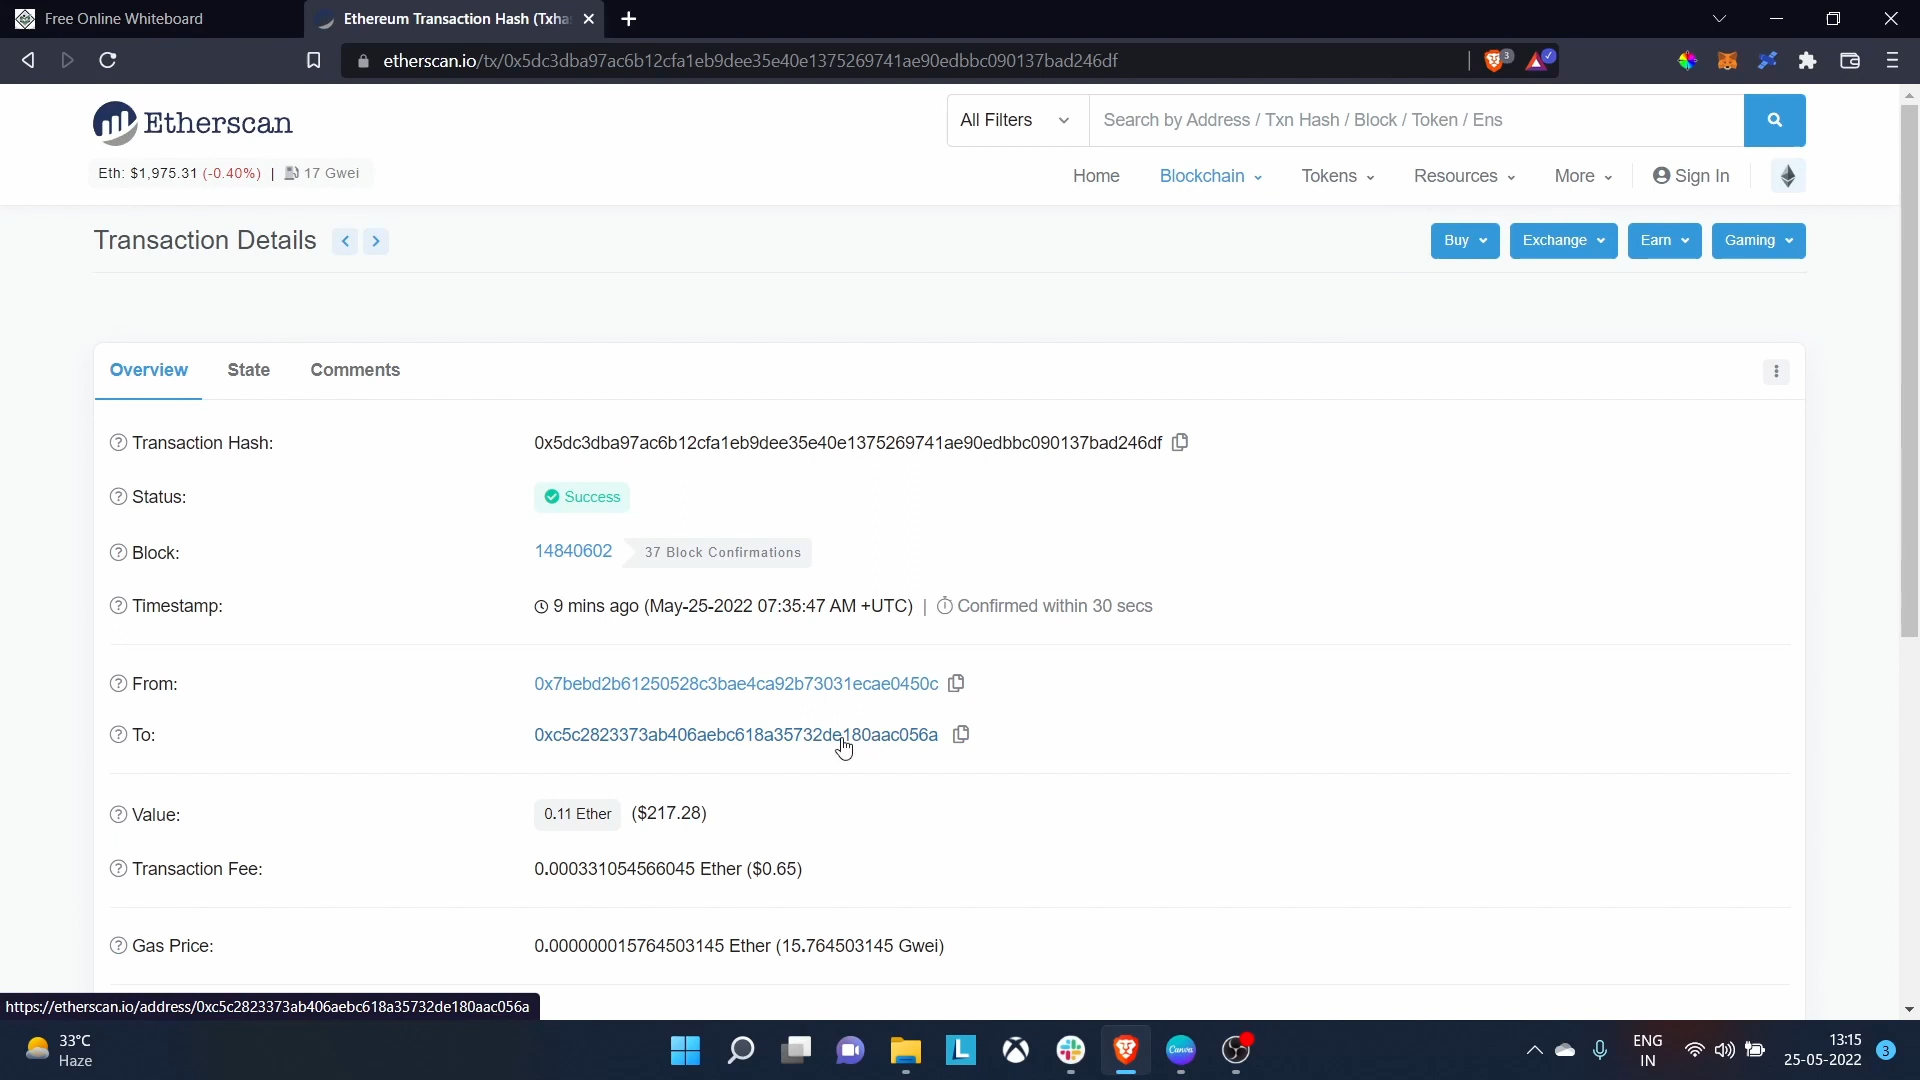 Free Online Whiteboard
Ethereum Transaction Hash (Txha
etherscan.io/tx/0x5dc3dba97ac6b12cfa1eb9dee35e40e1375269741ae90edbbc090137bad246df
3
Etherscan
All Filters
Search by Address / Txn Hash / Block / Token / Ens
Eth: $1,975.31 (-0.40%) | 17 Gwei
Home Blockchain Tokens Resources More Sign In
Transaction Details
Buy Exchange Earn Gaming
Overview State Comments
Transaction Hash: 0x5dc3dba97ac6b12cfa1eb9dee35e40e1375269741ae90edbbc090137bad246df
Status: Success
Block: 14840602 37 Block Confirmations
Timestamp: 9 mins ago (May-25-2022 07:35:47 AM +UTC) | Confirmed within 30 secs
From: 0x7bebd2b61250528c3bae4ca92b73031ecae0450c
To: 0xc5c2823373ab406aebc618a35732de180aac056a
Value: 0.11 Ether ($217.28)
Transaction Fee: 0.000331054566045 Ether ($0.65)
Gas Price: 0.000000015764503145 Ether (15.764503145 Gwei)
https://etherscan.io/address/0xc5c2823373ab406aebc618a35732de180aac056a
33°C
Haze
L
Canva
ENG
IN
13:15
25-05-2022
3